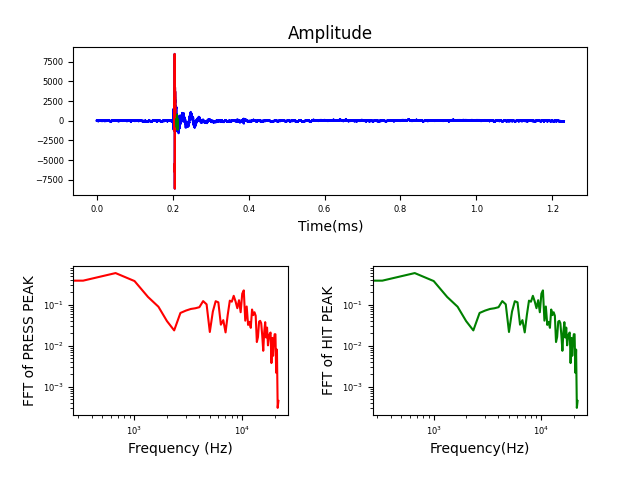 Amplitude
7500
5000
2500
0
−2500
−5000
−7500
0.0 0.2 0.4 0.6 0.8 1.0 1.2
Time(ms)
FFT of PRESS PEAK
10⁻¹
10⁻²
10⁻³
10³ 10⁴
Frequency (Hz)
FFT of HIT PEAK
10⁻¹
10⁻²
10⁻³
10³ 10⁴
Frequency(Hz)